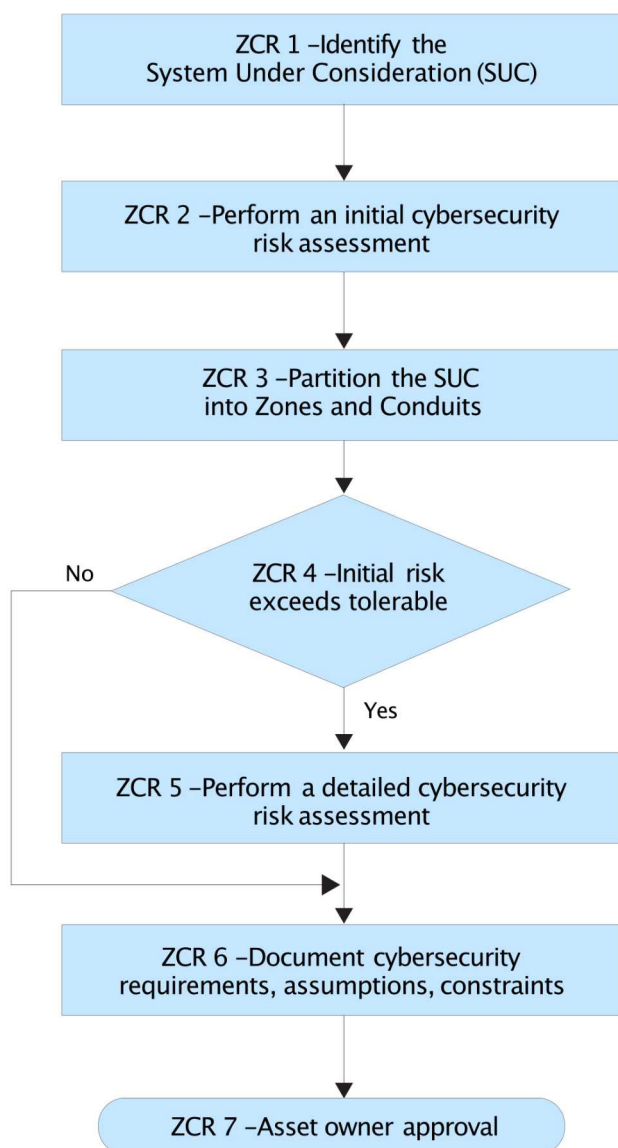 ZCR 1 –Identify the
System Under Consideration (SUC)
ZCR 2 –Perform an initial cybersecurity
risk assessment
ZCR 3 –Partition the SUC
into Zones and Conduits
ZCR 4 –Initial risk
exceeds tolerable
No
Yes
ZCR 5 –Perform a detailed cybersecurity
risk assessment
ZCR 6 –Document cybersecurity
requirements, assumptions, constraints
ZCR 7 –Asset owner approval